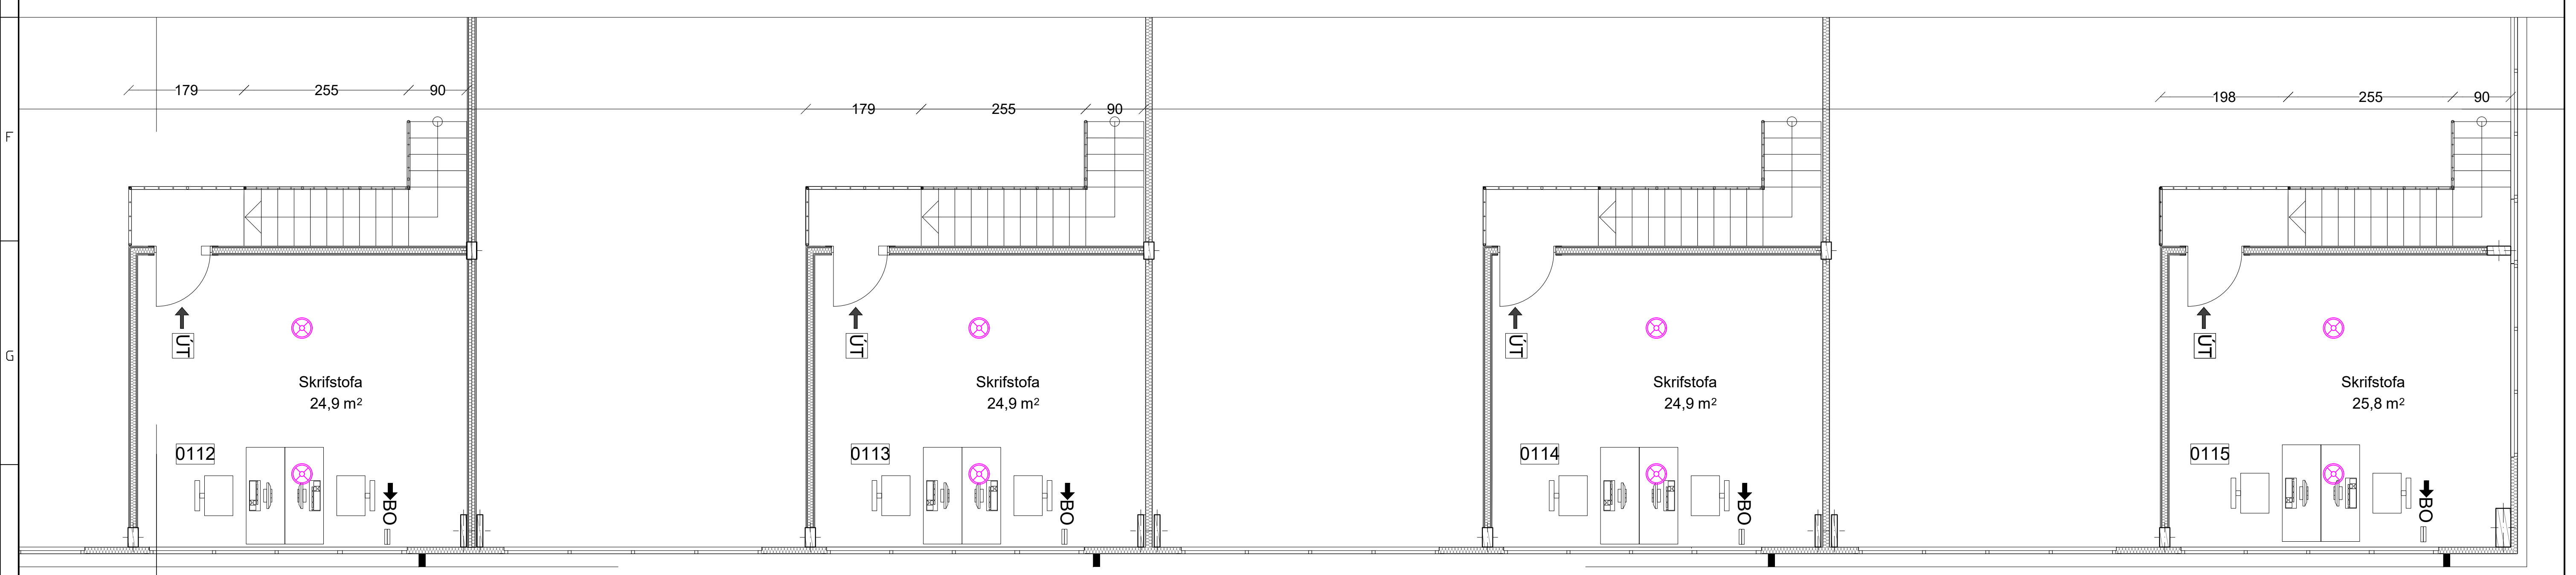 179 255 90
179 255 90
198 255 90
F
G
ÚT
ÚT
ÚT
ÚT
Skrifstofa
24,9 m²
Skrifstofa
24,9 m²
Skrifstofa
24,9 m²
Skrifstofa
25,8 m²
0112
0113
0114
0115
BO
BO
BO
BO